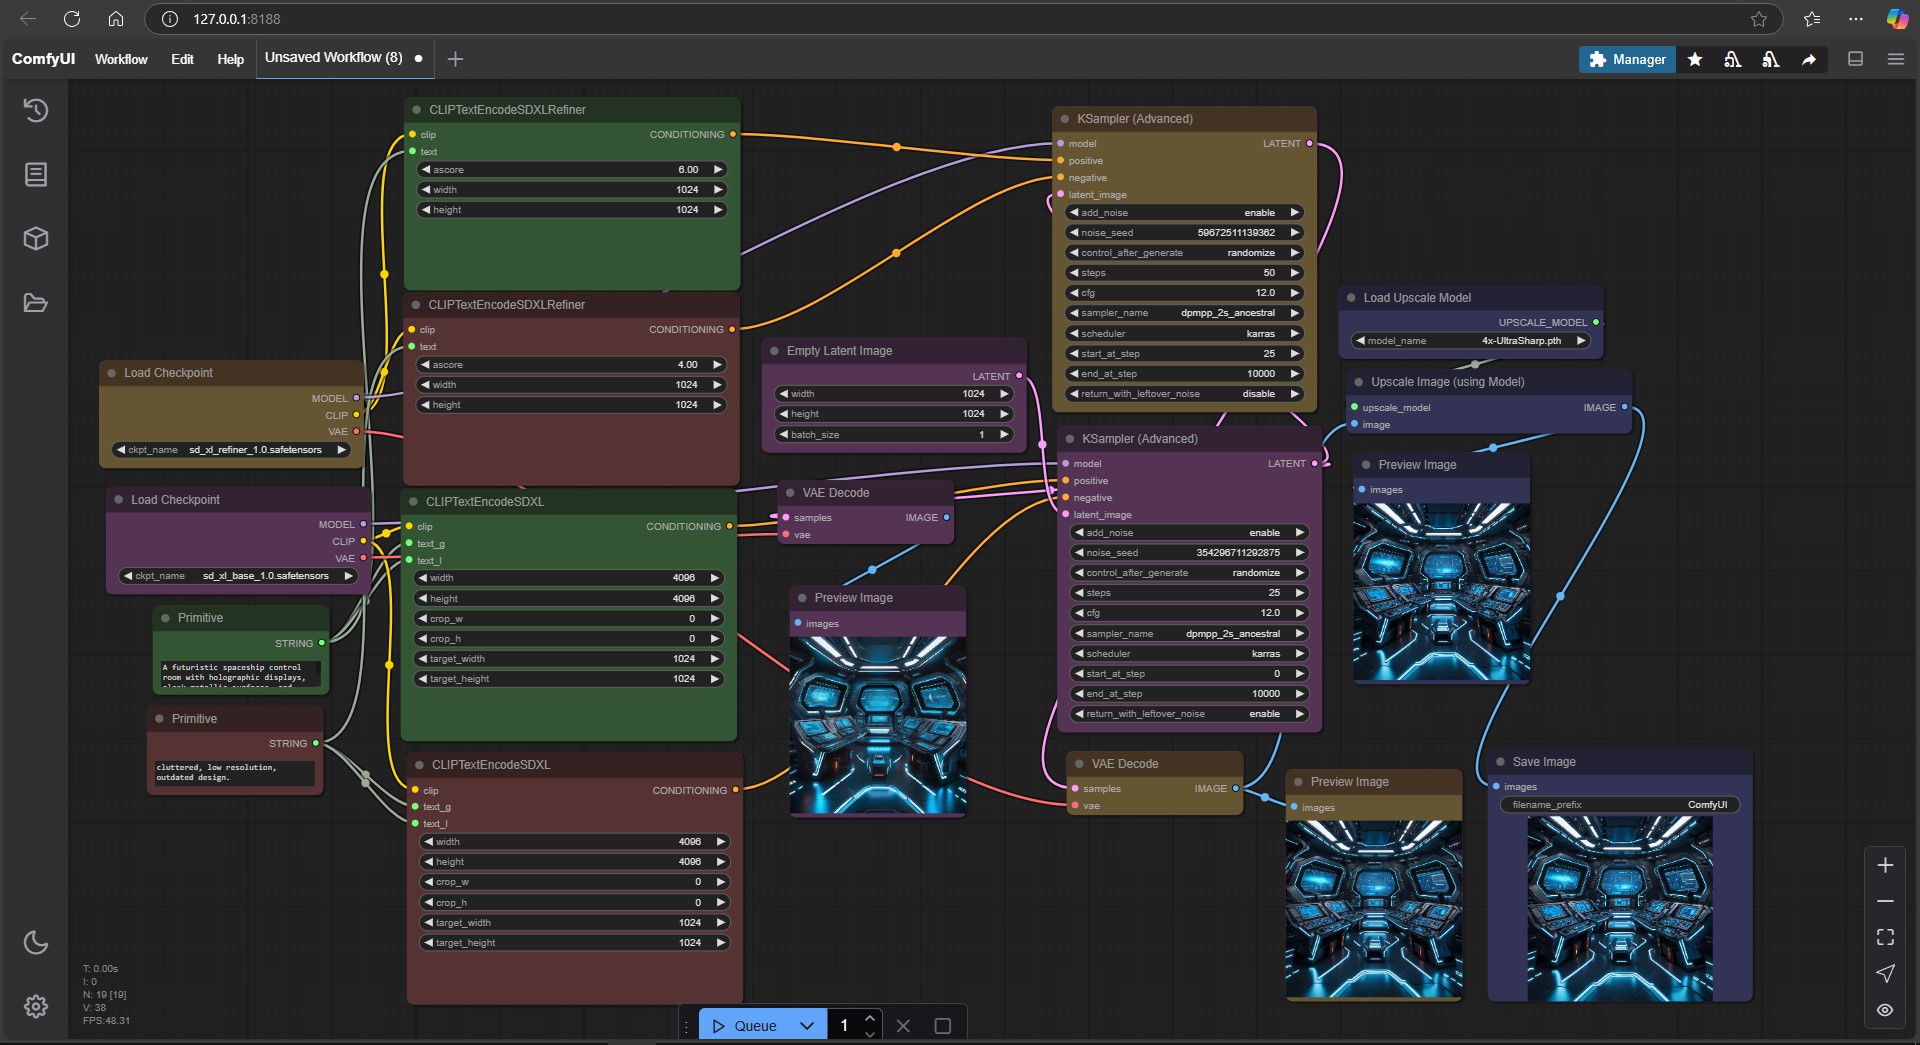 127.0.0.1:8188
ComfyUI
Workflow
Edit
Help
Unsaved Workflow (8)
Manager
CLIPTextEncodeSDXLRefiner
clip
CONDITIONING
text
ascore 6.00
width 1024
height 1024
CLIPTextEncodeSDXLRefiner
clip
CONDITIONING
text
ascore 4.00
width 1024
height 1024
Load Checkpoint
MODEL
CLIP
VAE
ckpt_name sd_xl_refiner_1.0.safetensors
Load Checkpoint
MODEL
CLIP
VAE
ckpt_name sd_xl_base_1.0.safetensors
Primitive
STRING
A futuristic spaceship control
room with holographic displays,
Primitive
STRING
cluttered, low resolution,
outdated design.
CLIPTextEncodeSDXL
clip
CONDITIONING
text_g
text_l
width 4096
height 4096
crop_w 0
crop_h 0
target_width 1024
target_height 1024
CLIPTextEncodeSDXL
clip
CONDITIONING
text_g
text_l
width 4096
height 4096
crop_w 0
crop_h 0
target_width 1024
target_height 1024
Empty Latent Image
LATENT
width 1024
height 1024
batch_size 1
VAE Decode
samples
IMAGE
vae
Preview Image
images
KSampler (Advanced)
model
LATENT
positive
negative
latent_image
add_noise enable
noise_seed 59672511139362
control_after_generate randomize
steps 50
cfg 12.0
sampler_name dpmpp_2s_ancestral
scheduler karras
start_at_step 25
end_at_step 10000
return_with_leftover_noise disable
KSampler (Advanced)
model
LATENT
positive
negative
latent_image
add_noise enable
noise_seed 354296711292875
control_after_generate randomize
steps 25
cfg 12.0
sampler_name dpmpp_2s_ancestral
scheduler karras
start_at_step 0
end_at_step 10000
return_with_leftover_noise enable
VAE Decode
samples
IMAGE
vae
Preview Image
images
Load Upscale Model
UPSCALE_MODEL
model_name 4x-UltraSharp.pth
Upscale Image (using Model)
upscale_model
IMAGE
image
Preview Image
images
Save Image
images
filename_prefix ComfyUI
T: 0.00s
I: 0
N: 19 [19]
V: 38
FPS:48.31
Queue
1